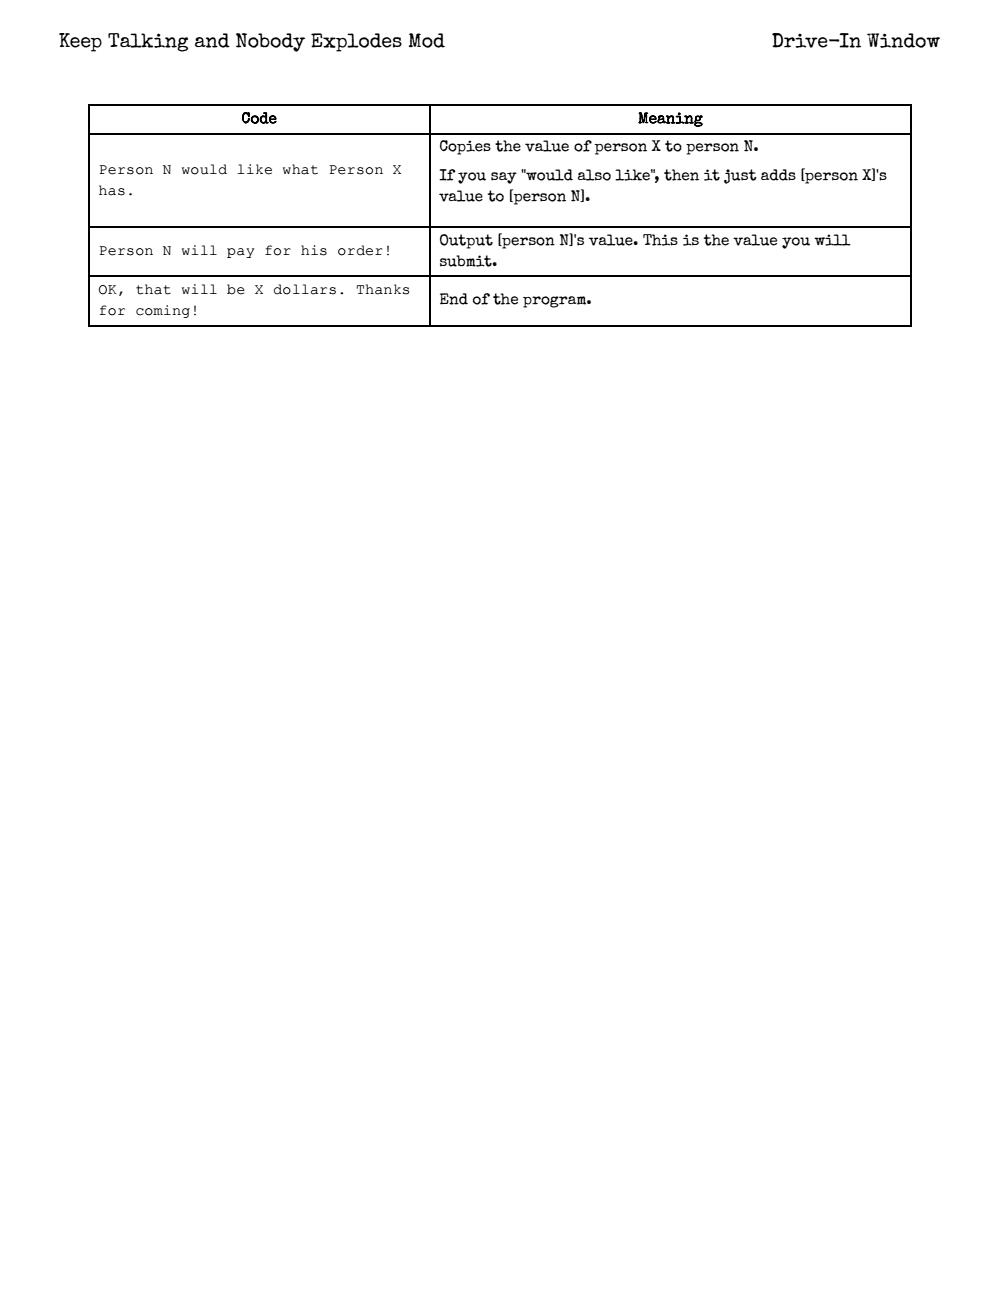 Keep Talking and Nobody Explodes Mod
Drive-In Window
Code
Meaning
Person N would like what Person X
has.
Copies the value of person X to person N.
If you say "would also like", then it just adds [person X]'s
value to [person N].
Person N will pay for his order!
Output [person N]'s value. This is the value you will
submit.
OK, that will be X dollars. Thanks
for coming!
End of the program.